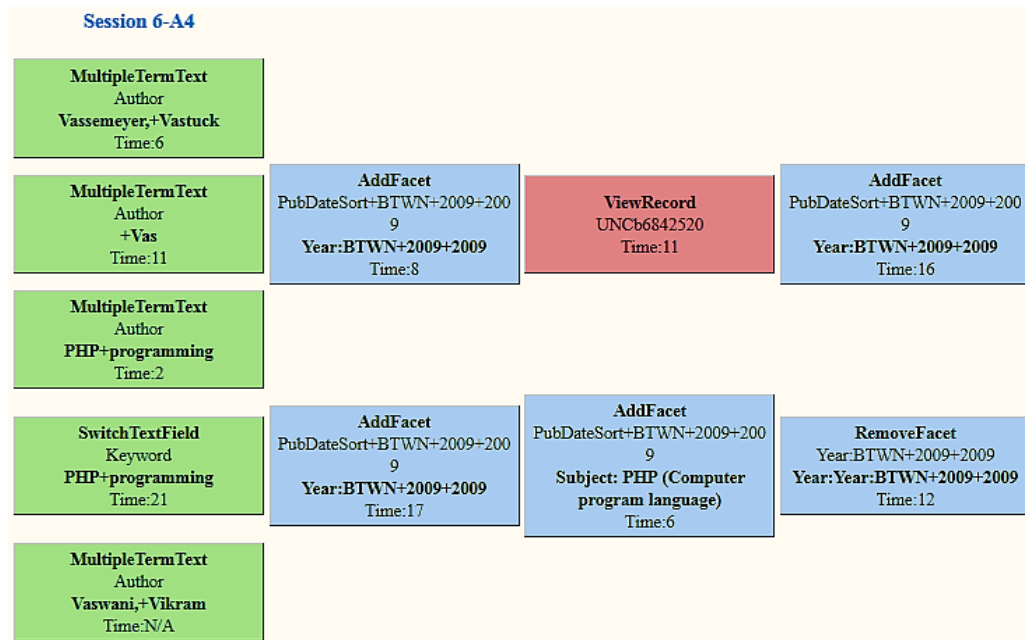 Session 6-A4
MultipleTermText
Author
Vassemeyer,+Vastuck
Time:6
MultipleTermText
Author
+Vas
Time:11
AddFacet
PubDateSort+BTWN+2009+200
9
Year:BTWN+2009+2009
Time:8
ViewRecord
UNCb6842520
Time:11
AddFacet
PubDateSort+BTWN+2009+200
9
Year:BTWN+2009+2009
Time:16
MultipleTermText
Author
PHP+programming
Time:2
SwitchTextField
Keyword
PHP+programming
Time:21
AddFacet
PubDateSort+BTWN+2009+200
9
Year:BTWN+2009+2009
Time:17
AddFacet
PubDateSort+BTWN+2009+200
9
Subject: PHP (Computer
program language)
Time:6
RemoveFacet
Year:BTWN+2009+2009
Year:Year:BTWN+2009+2009
Time:12
MultipleTermText
Author
Vaswani,+Vikram
Time:N/A